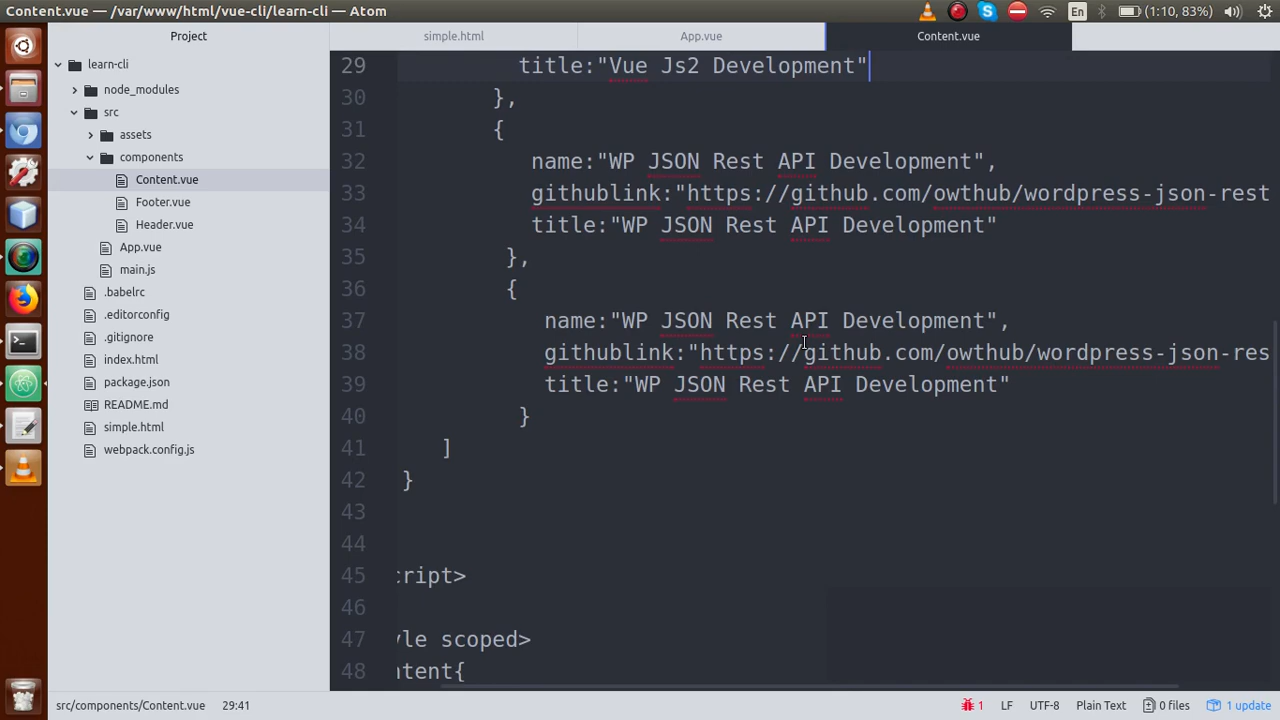 Content.vue — /var/www/html/vue-cli/learn-cli — Atom
En
(1:10, 83%)
Project
simple.html
App.vue
Content.vue
learn-cli
node_modules
src
assets
components
Content.vue
Footer.vue
Header.vue
App.vue
main.js
.babelrc
.editorconfig
.gitignore
index.html
package.json
README.md
simple.html
webpack.config.js
29 title:"Vue Js2 Development"
30 },
31 {
32 name:"WP JSON Rest API Development",
33 githublink:"https://github.com/owthub/wordpress-json-rest
34 title:"WP JSON Rest API Development"
35 },
36 {
37 name:"WP JSON Rest API Development",
38 githublink:"https://github.com/owthub/wordpress-json-res
39 title:"WP JSON Rest API Development"
40 }
41 ]
42 }
43
44
45 cript>
46
47 yle scoped>
48 ntent{
src/components/Content.vue 29:41
1 LF UTF-8 Plain Text 0 files 1 update